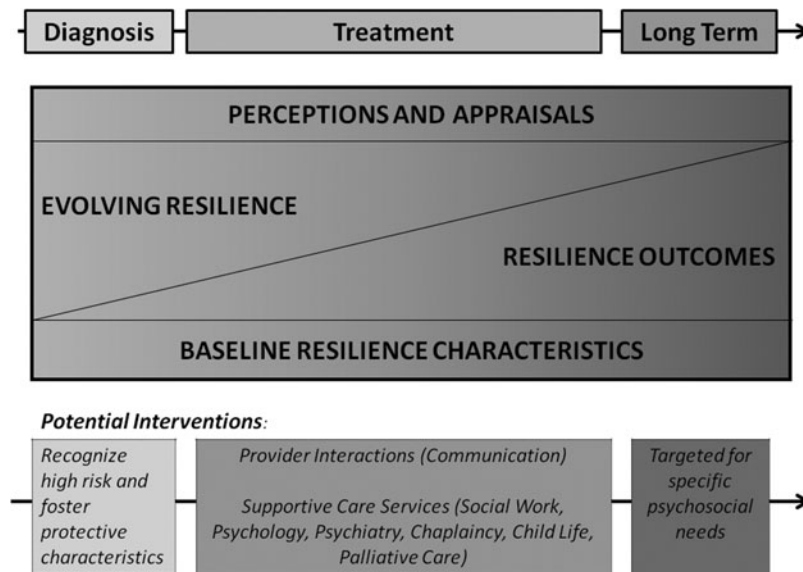 Diagnosis Treatment Long Term
PERCEPTIONS AND APPRAISALS
EVOLVING RESILIENCE
RESILIENCE OUTCOMES
BASELINE RESILIENCE CHARACTERISTICS
Potential Interventions:
Recognize
high risk and
foster
protective
characteristics
Provider Interactions (Communication)
Supportive Care Services (Social Work,
Psychology, Psychiatry, Chaplaincy, Child Life,
Palliative Care)
Targeted for
specific
psychosocial
needs